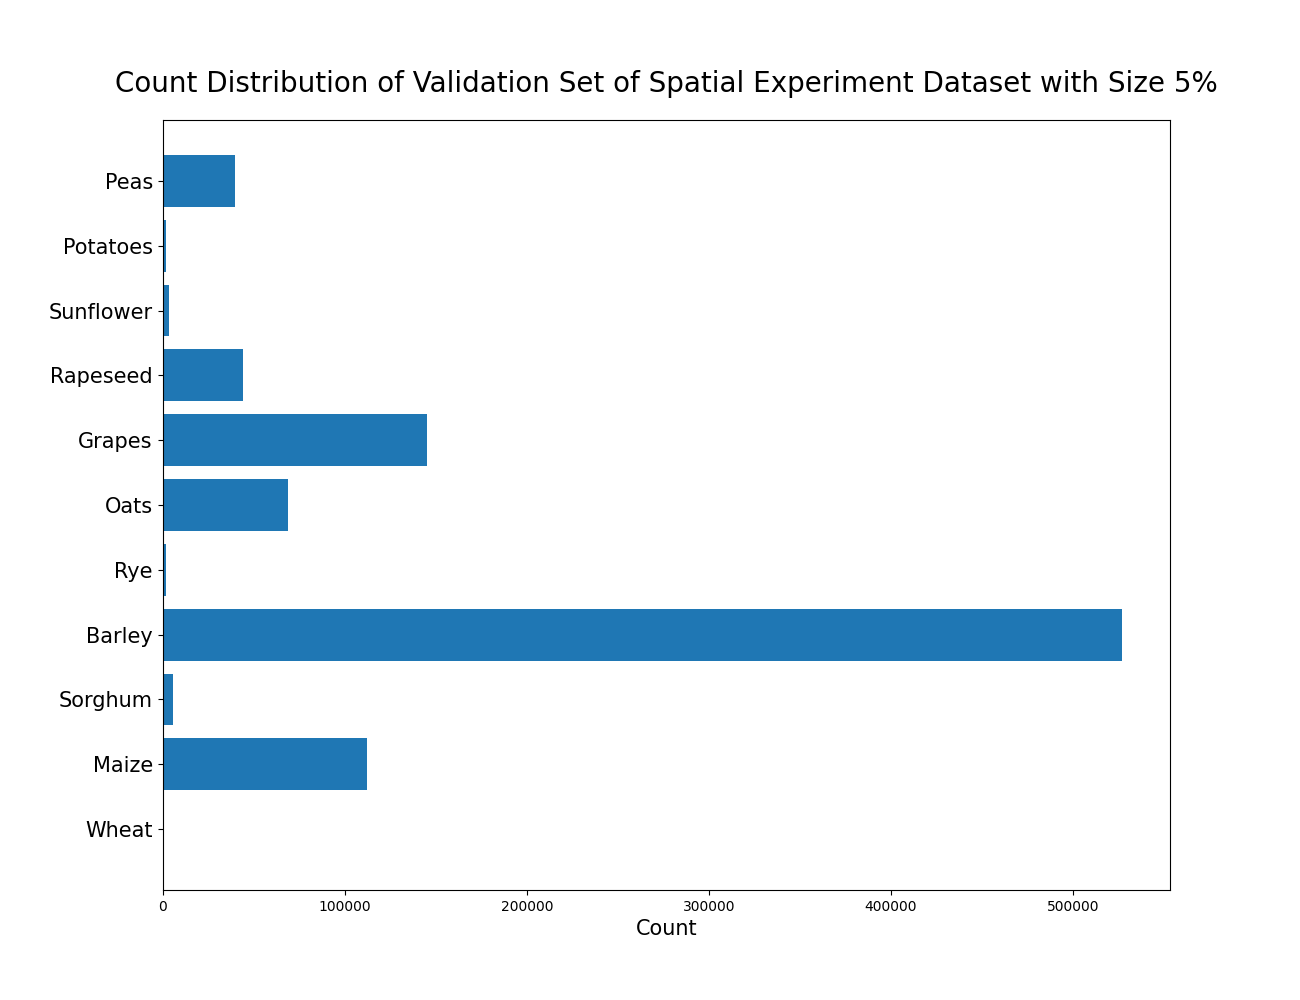 Count Distribution of Validation Set of Spatial Experiment Dataset with Size 5%
Peas
Potatoes
Sunflower
Rapeseed
Grapes
Oats
Rye
Barley
Sorghum
Maize
Wheat
0 100000 200000 300000 400000 500000
Count